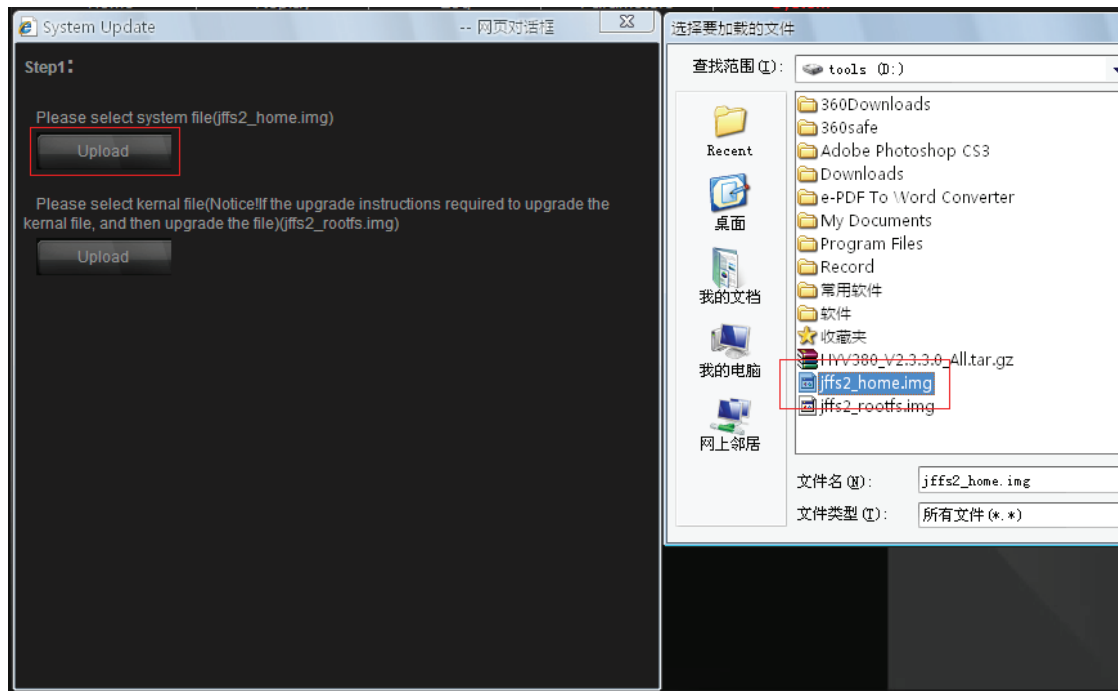 System Update -- 网页对话框
Step1:
Please select system file(jffs2_home.img)
Upload
Please select kernal file(Notice!If the upgrade instructions required to upgrade the
kernal file, and then upgrade the file)(jffs2_rootfs.img)
Upload
选择要加载的文件
查找范围(I):
tools (D:)
Recent
桌面
我的文档
我的电脑
网上邻居
360Downloads
360safe
Adobe Photoshop CS3
Downloads
e-PDF To Word Converter
My Documents
Program Files
Record
常用软件
软件
收藏夹
HYV380_V2.3.3.0_All.tar.gz
jffs2_home.img
jffs2_rootfs.img
文件名(N):
jffs2_home.img
文件类型(T):
所有文件(*.*)